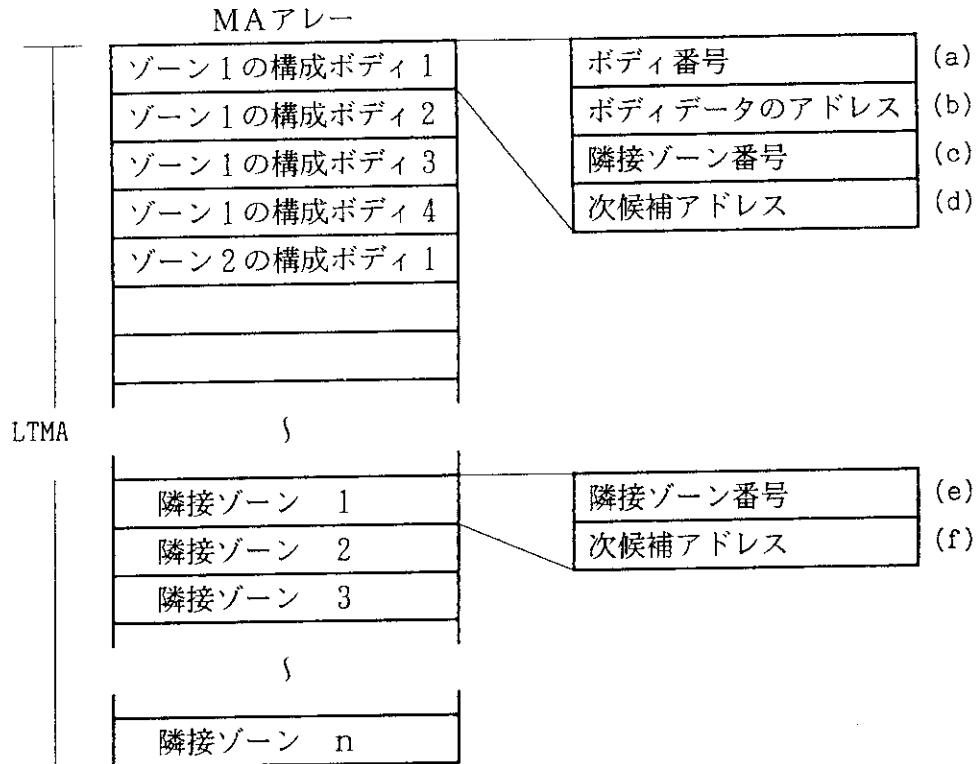 MAアレー
ゾーン1の構成ボディ1
ゾーン1の構成ボディ2
ゾーン1の構成ボディ3
ゾーン1の構成ボディ4
ゾーン2の構成ボディ1
ボディ番号 (a)
ボディデータのアドレス (b)
隣接ゾーン番号 (c)
次候補アドレス (d)
LTMA
隣接ゾーン 1
隣接ゾーン 2
隣接ゾーン 3
隣接ゾーン n
隣接ゾーン番号 (e)
次候補アドレス (f)